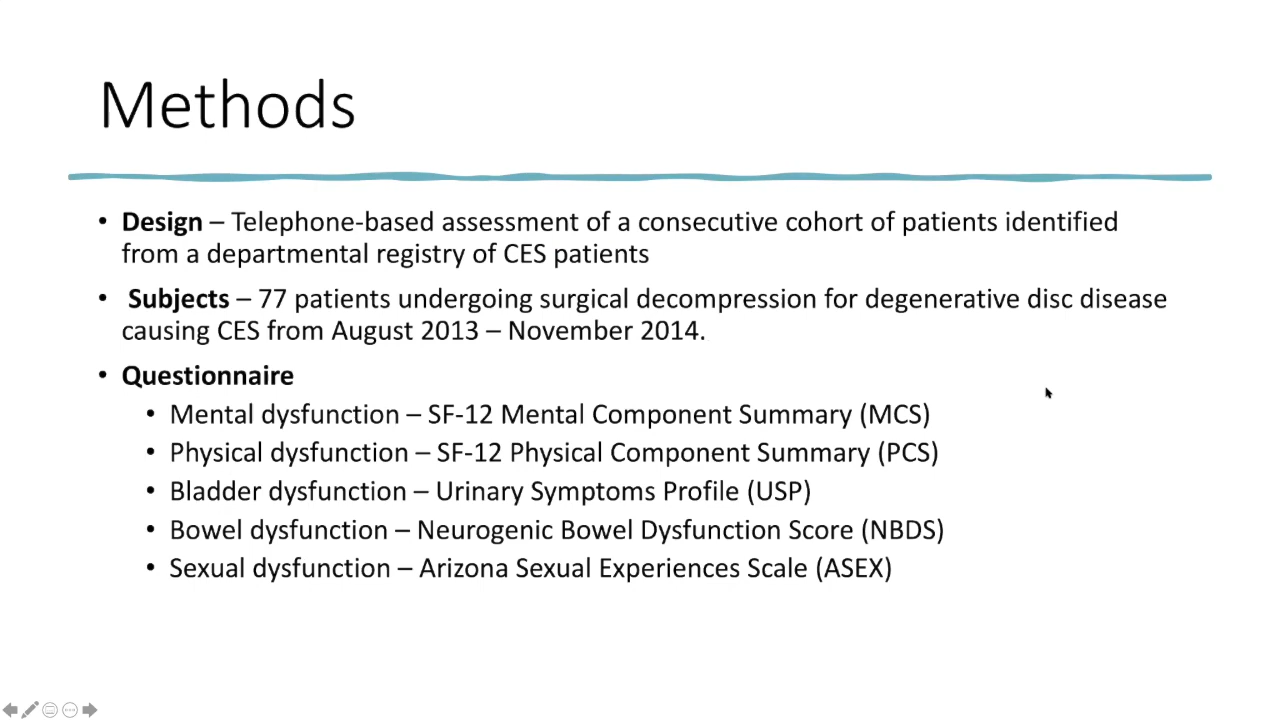 Methods
• Design – Telephone-based assessment of a consecutive cohort of patients identified
from a departmental registry of CES patients
• Subjects – 77 patients undergoing surgical decompression for degenerative disc disease
causing CES from August 2013 – November 2014.
• Questionnaire
• Mental dysfunction – SF-12 Mental Component Summary (MCS)
• Physical dysfunction – SF-12 Physical Component Summary (PCS)
• Bladder dysfunction – Urinary Symptoms Profile (USP)
• Bowel dysfunction – Neurogenic Bowel Dysfunction Score (NBDS)
• Sexual dysfunction – Arizona Sexual Experiences Scale (ASEX)